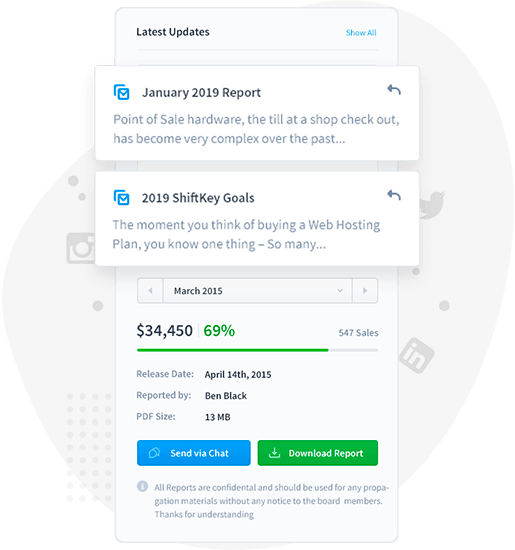 Latest Updates
Show All
January 2019 Report
Point of Sale hardware, the till at a shop check out,
has become very complex over the past...
2019 ShiftKey Goals
The moment you think of buying a Web Hosting
Plan, you know one thing – So many...
March 2015
$34,450 69%
547 Sales
Release Date: April 14th, 2015
Reported by: Ben Black
PDF Size: 13 MB
Send via Chat
Download Report
All Reports are confidental and should be used for any propa-
gation materials without any notice to the board members.
Thanks for understanding
in